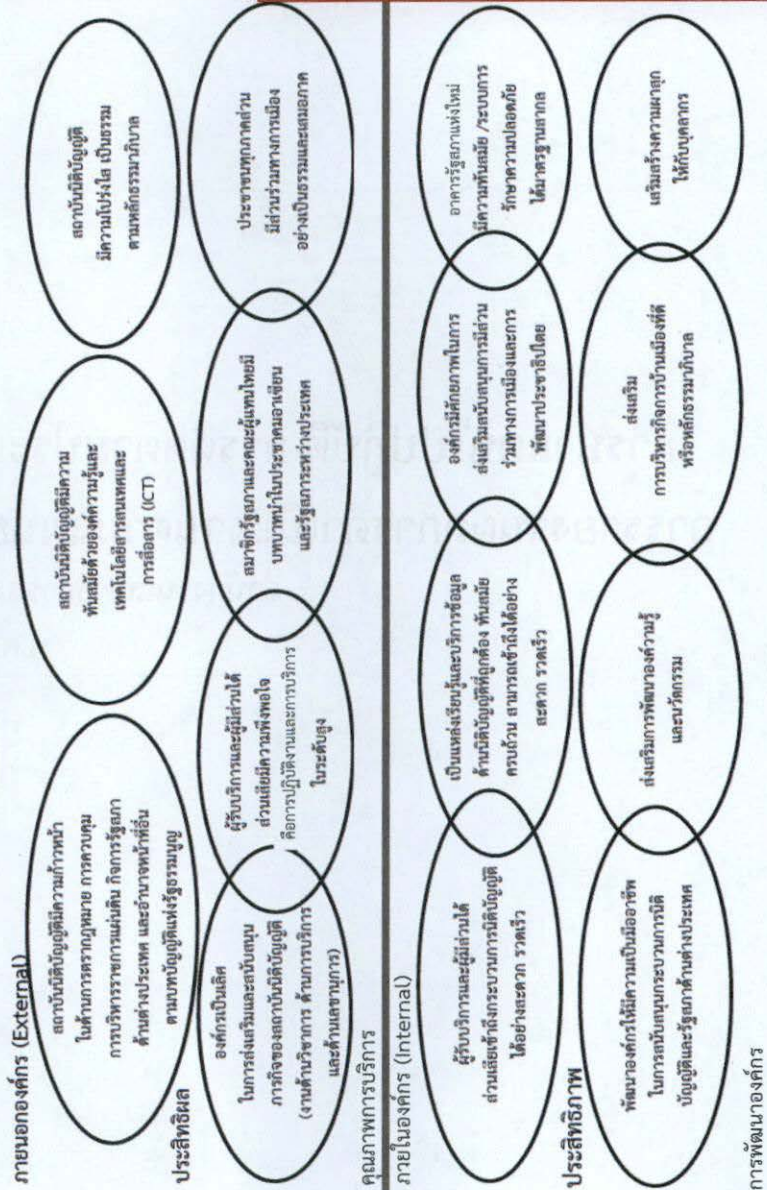 ภายนอกองค์กร (External)
สถาบันนิติบัญญัติมีความก้าวหน้า
ในด้านการตรากฎหมาย การควบคุม
การบริหารราชการแผ่นดิน กิจการรัฐสภา
ด้านต่างประเทศ และอำนาจหน้าที่อื่น
ตามบทบัญญัติแห่งรัฐธรรมนูญ
สถาบันนิติบัญญัติมีความ
ทันสมัยด้วยองค์ความรู้และ
เทคโนโลยีสารสนเทศและ
การสื่อสาร (ICT)
สถาบันนิติบัญญัติ
มีความโปร่งใส เป็นธรรม
ตามหลักธรรมาภิบาล
ประสิทธิผล
องค์กรเป็นเลิศ
ในการส่งเสริมและสนับสนุน
ภารกิจของสถาบันนิติบัญญัติ
(งานด้านวิชาการ ด้านการบริการ
และด้านเลขานุการ)
ผู้รับบริการและผู้มีส่วนได้
ส่วนเสียมีความพึงพอใจ
คือการปฏิบัติงานและการบริการ
ในระดับสูง
สมาชิกรัฐสภาและคณะผู้แทนไทยมี
บทบาทนำในประชาคมอาเซียน
และรัฐสภาระหว่างประเทศ
ประชาชนทุกภาคส่วน
มีส่วนร่วมทางการเมือง
อย่างเป็นธรรมและเสมอภาค
คุณภาพการบริการ
ภายในองค์กร (Internal)
ผู้รับบริการและผู้มีส่วนได้
ส่วนเสียเข้าถึงกระบวนการนิติบัญญัติ
ได้อย่างสะดวก รวดเร็ว
เป็นแหล่งเรียนรู้และบริการข้อมูล
ด้านนิติบัญญัติที่ถูกต้อง ทันสมัย
ครบถ้วน สามารถเข้าถึงได้อย่าง
สะดวก รวดเร็ว
องค์กรมีศักยภาพในการ
ส่งเสริมสนับสนุนการมีส่วน
ร่วมทางการเมืองและการ
พัฒนาประชาธิปไตย
อาคารรัฐสภาแห่งใหม่
มีความทันสมัย /ระบบการ
รักษาความปลอดภัย
ได้มาตรฐานสากล
ประสิทธิภาพ
พัฒนาองค์กรให้มีความเป็นมืออาชีพ
ในการสนับสนุนกระบวนการนิติ
บัญญัติและรัฐสภาด้านต่างประเทศ
ส่งเสริมการพัฒนาองค์ความรู้
และนวัตกรรม
ส่งเสริม
การบริหารกิจการบ้านเมืองที่ดี
หรือหลักธรรมาภิบาล
เสริมสร้างความผาสุก
ให้กับบุคลากร
การพัฒนาองค์กร